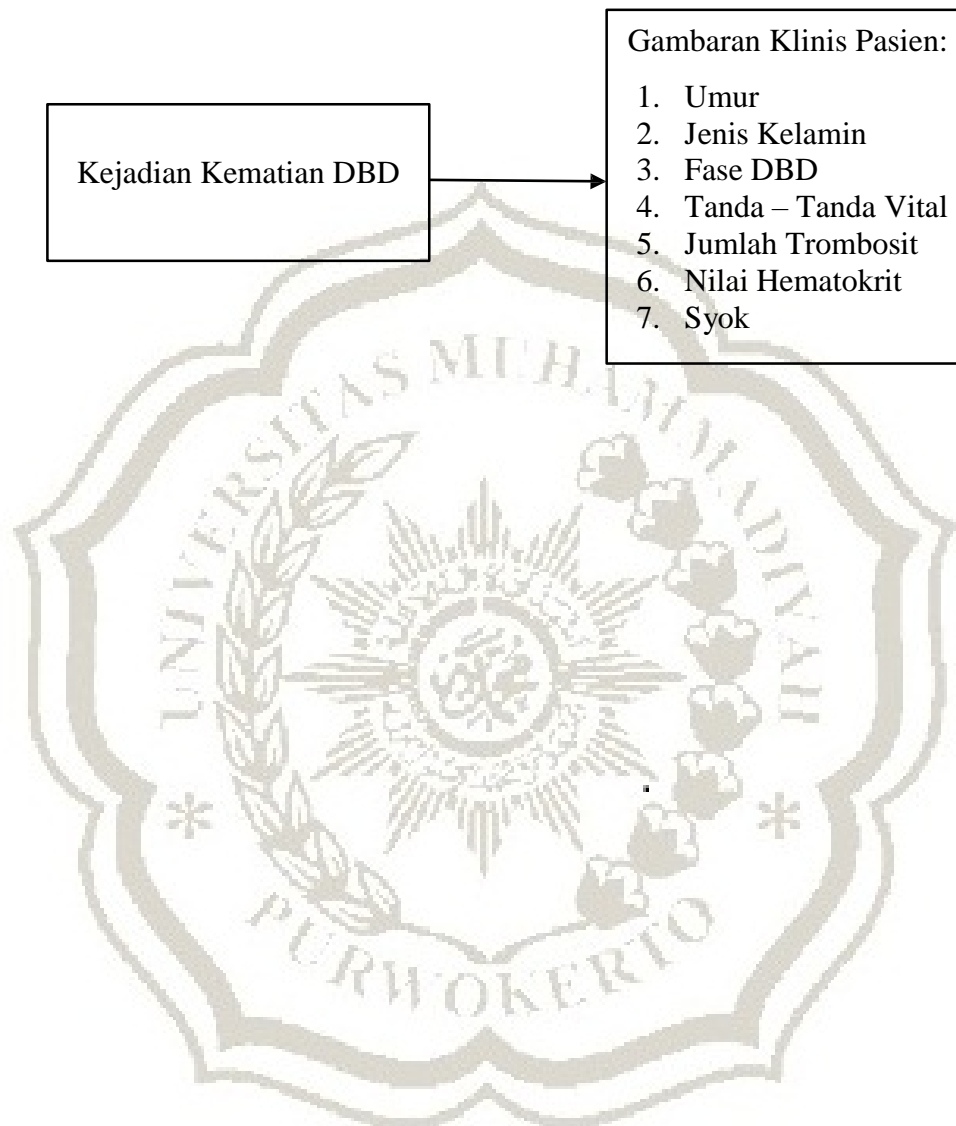 Gambaran Klinis Pasien:
1. Umur
2. Jenis Kelamin
3. Fase DBD
4. Tanda – Tanda Vital
5. Jumlah Trombosit
6. Nilai Hematokrit
7. Syok
Kejadian Kematian DBD
UNIVERSITAS MUHAMMADIYAH
PURWOKERTO